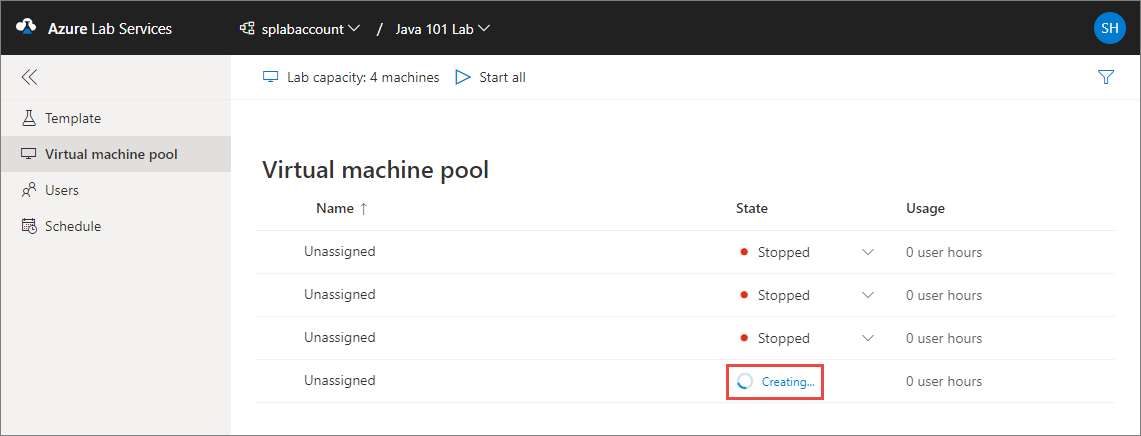 Azure Lab Services splabaccount / Java 101 Lab SH
Lab capacity: 4 machines Start all
Template
Virtual machine pool
Users
Schedule
Virtual machine pool
Name ↑ State Usage
Unassigned Stopped 0 user hours
Unassigned Stopped 0 user hours
Unassigned Stopped 0 user hours
Unassigned Creating... 0 user hours